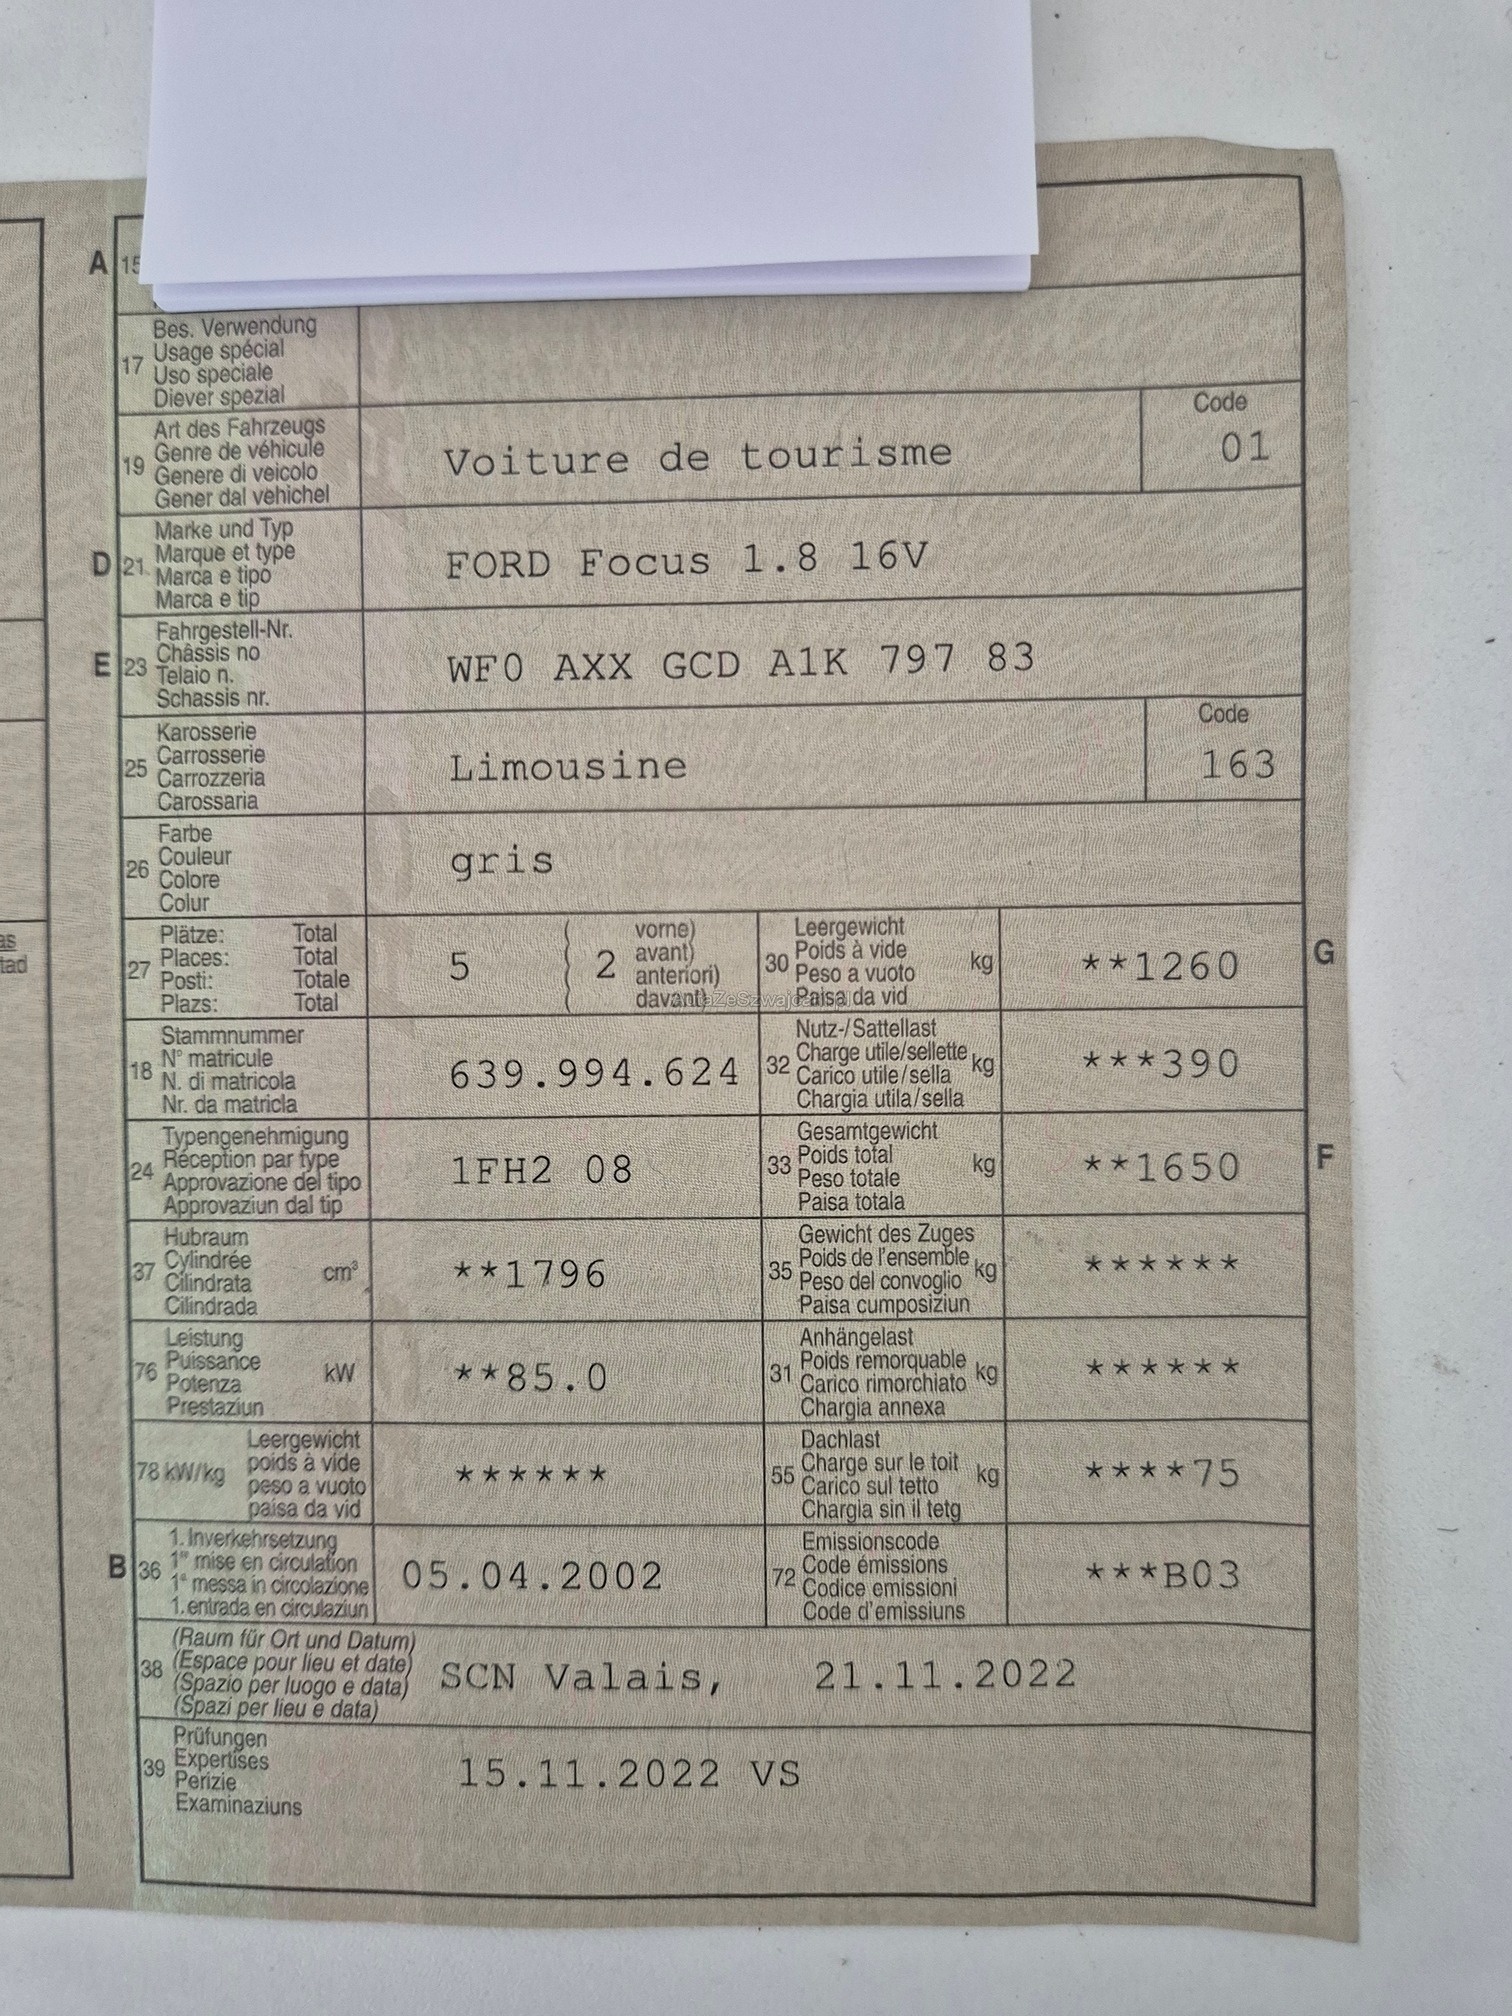 A 15
17 Bes. Verwendung
Usage spécial
Uso speciale
Diever spezial
19 Art des Fahrzeugs
Genre de véhicule
Genere di veicolo
Gener dal vehichel
Voiture de tourisme
Code
01
D 21 Marke und Typ
Marque et type
Marca e tipo
Marca e tip
FORD Focus 1.8 16V
E 23 Fahrgestell-Nr.
Châssis no
Telaio n.
Schassis nr.
WF0 AXX GCD A1K 797 83
25 Karosserie
Carrosserie
Carrozzeria
Carossaria
Limousine
Code
163
26 Farbe
Couleur
Colore
Colur
gris
27 Plätze: Total
Places: Total
Posti: Totale
Plazs: Total
5
( 2 vorne)
avant)
anteriori)
davant)
30 Leergewicht
Poids à vide
Peso a vuoto
Paisa da vid
kg
**1260
G
18 Stammnummer
N° matricule
N. di matricola
Nr. da matricla
639.994.624
32 Nutz-/Sattellast
Charge utile/sellette
Carico utile/sella
Chargia utila/sella
kg
***390
24 Typengenehmigung
Réception par type
Approvazione del tipo
Approvaziun dal tip
1FH2 08
33 Gesamtgewicht
Poids total
Peso totale
Paisa totala
kg
**1650
F
37 Hubraum
Cylindrée
Cilindrata
Cilindrada
cm³
**1796
35 Gewicht des Zuges
Poids de l'ensemble
Peso del convoglio
Paisa cumposiziun
kg
******
76 Leistung
Puissance
Potenza
Prestaziun
kW
**85.0
31 Anhängelast
Poids remorquable
Carico rimorchiato
Chargia annexa
kg
******
78 kW/kg
Leergewicht
poids à vide
peso a vuoto
paisa da vid
******
55 Dachlast
Charge sur le toit
Carico sul tetto
Chargia sin il tetg
kg
****75
B 36 1. Inverkehrsetzung
1re mise en circulation
1a messa in circolazione
1. entrada en circulaziun
05.04.2002
72 Emissionscode
Code émissions
Codice emissioni
Code d'emissiuns
***B03
38 (Raum für Ort und Datum)
(Espace pour lieu et date)
(Spazio per luogo e data)
(Spazi per lieu e data)
SCN Valais, 21.11.2022
39 Prüfungen
Expertises
Perizie
Examinaziuns
15.11.2022 VS